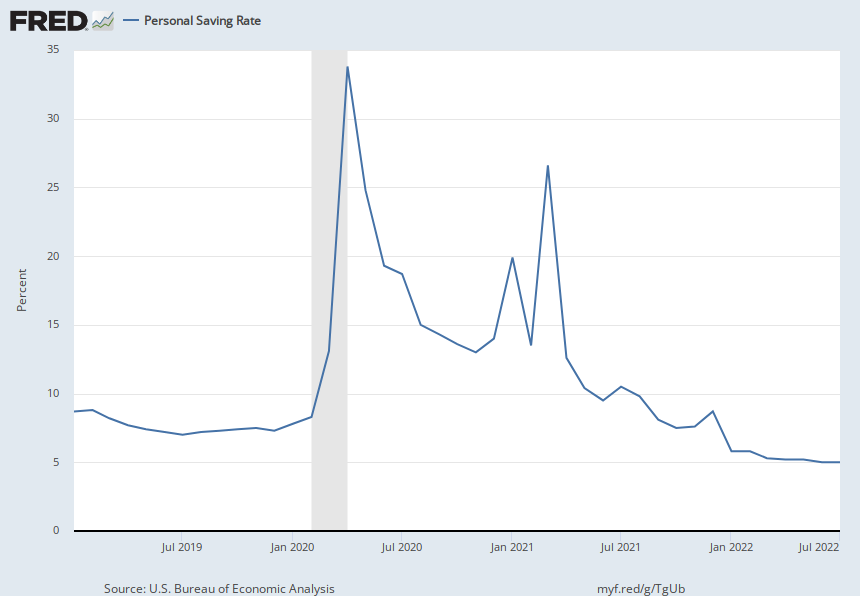 FRED Personal Saving Rate
35
30
25
20
15
10
5
0
Percent
Jul 2019 Jan 2020 Jul 2020 Jan 2021 Jul 2021 Jan 2022 Jul 2022
Source: U.S. Bureau of Economic Analysis myf.red/g/TgUb